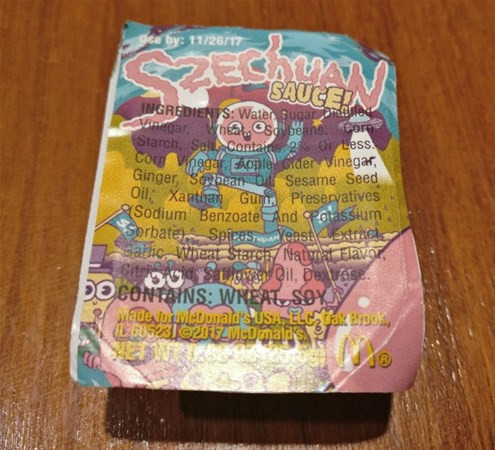 Use by: 11/26/17
SZECHUAN
SAUCE!
INGREDIENTS: Water, Sugar, Distilled
Vinegar, Wheat, Soybeans, Corn
Starch, Salt, Contains 2% Or Less:
Corn Vinegar, Apple Cider Vinegar,
Ginger, Soybean Oil, Sesame Seed
Oil, Xanthan Gum, Preservatives
(Sodium Benzoate And Potassium
Sorbate), Spices, Yeast Extract,
Garlic, Wheat Starch, Natural Flavor,
Citric Acid, Safflower Oil, Dextrose.
CONTAINS: WHEAT, SOY.
Made for McDonald's USA, LLC, Oak Brook,
IL 60523 ©2017 McDonald's.
NET WT
M®